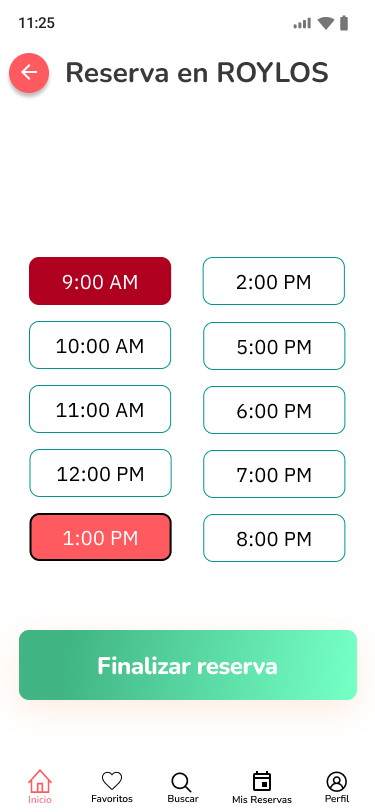 11:25
Reserva en ROYLOS
9:00 AM
2:00 PM
10:00 AM
5:00 PM
11:00 AM
6:00 PM
12:00 PM
7:00 PM
1:00 PM
8:00 PM
Finalizar reserva
Inicio
Favoritos
Buscar
Mis Reservas
Perfil